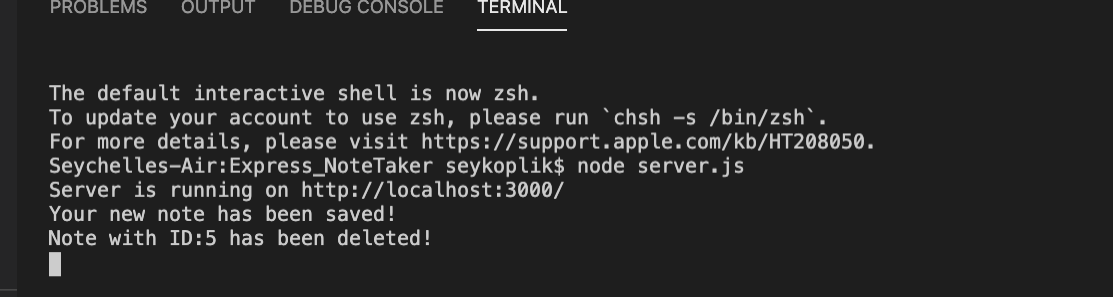 PROBLEMS OUTPUT DEBUG CONSOLE TERMINAL
The default interactive shell is now zsh.
To update your account to use zsh, please run `chsh -s /bin/zsh`.
For more details, please visit https://support.apple.com/kb/HT208050.
Seychelles-Air:Express_NoteTaker seykoplik$ node server.js
Server is running on http://localhost:3000/
Your new note has been saved!
Note with ID:5 has been deleted!